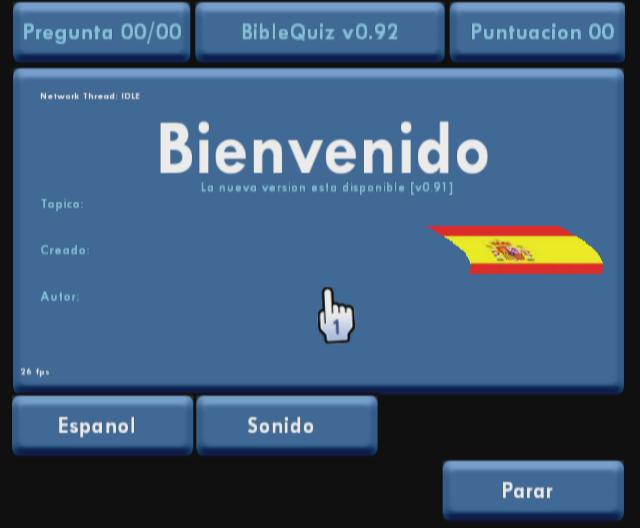 Pregunta 00/00
BibleQuiz v0.92
Puntuacion 00
Network Thread: IDLE
Bienvenido
La nueva version esta disponible [v0.91]
Topico:
Creado:
Autor:
1
26 fps
Espanol
Sonido
Parar